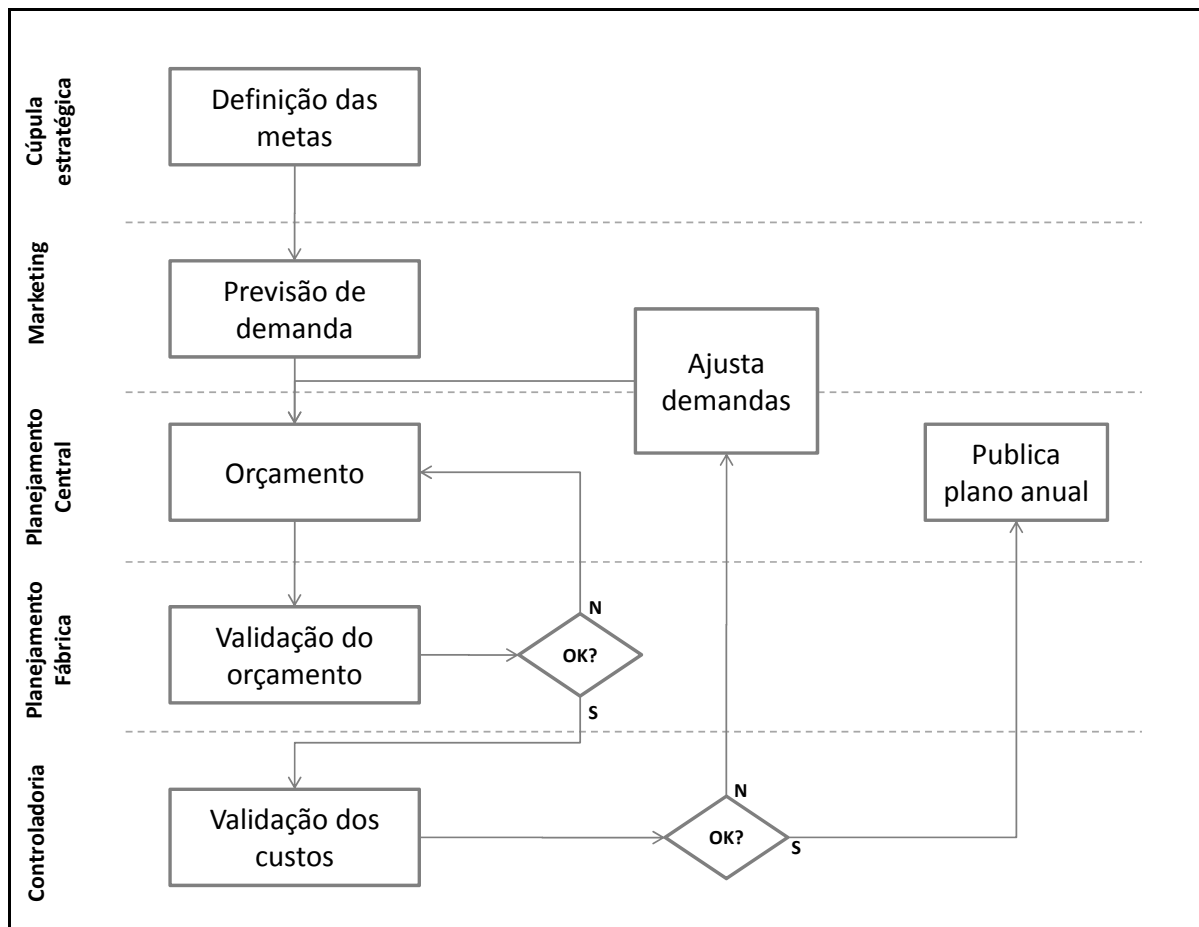 Cúpula
estratégica
Definição das
metas
Marketing
Previsão de
demanda
Ajusta
demandas
Planejamento
Central
Orçamento
Publica
plano anual
Planejamento
Fábrica
Validação do
orçamento
OK?
N
S
Controladoria
Validação dos
custos
OK?
N
S